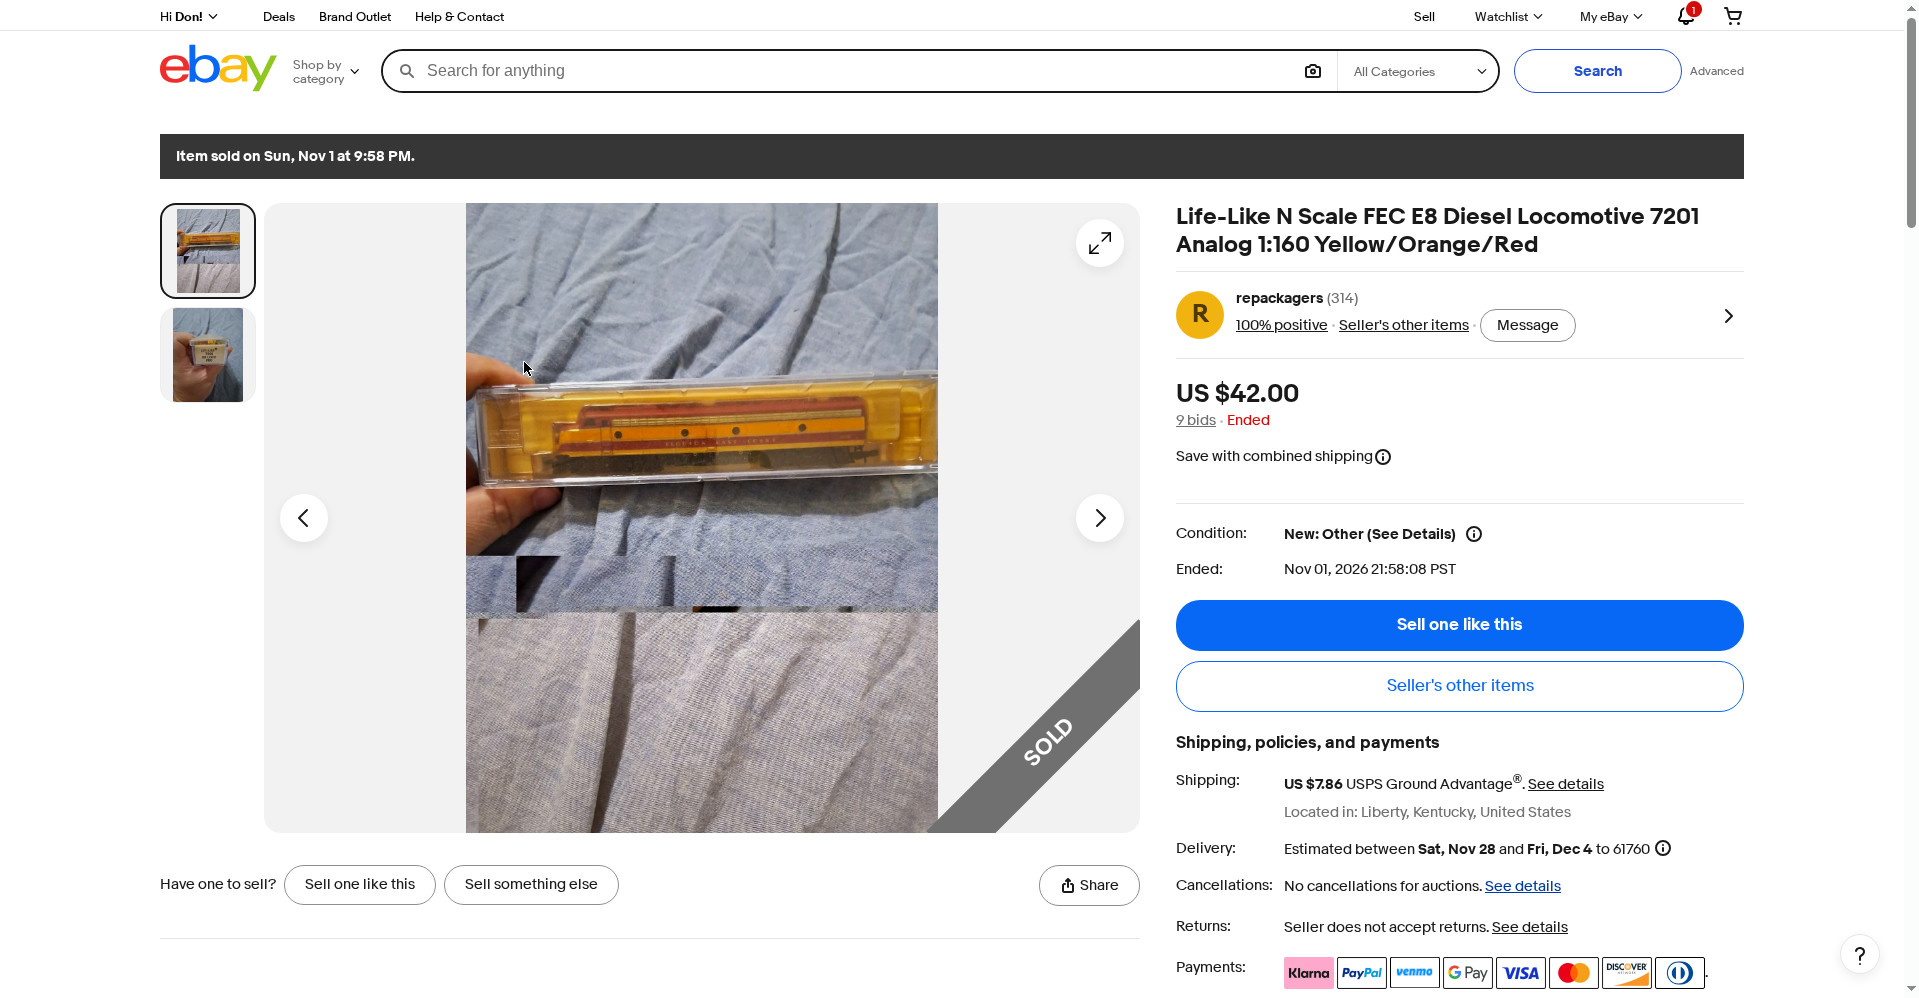 Hi Don!
Deals
Brand Outlet
Help & Contact
Sell
Watchlist
My eBay
1
ebay
Shop by
category
Search for anything
All Categories
Search
Advanced
Item sold on Sun, Nov 1 at 9:58 PM.
SOLD
Have one to sell?
Sell one like this
Sell something else
Share
Life-Like N Scale FEC E8 Diesel Locomotive 7201
Analog 1:160 Yellow/Orange/Red
R
repackagers (314)
100% positive · Seller's other items · Message
US $42.00
9 bids · Ended
Save with combined shipping
Condition: New: Other (See Details)
Ended: Nov 01, 2026 21:58:08 PST
Sell one like this
Seller's other items
Shipping, policies, and payments
Shipping: US $7.86 USPS Ground Advantage®. See details
Located in: Liberty, Kentucky, United States
Delivery: Estimated between Sat, Nov 28 and Fri, Dec 4 to 61760
Cancellations: No cancellations for auctions. See details
Returns: Seller does not accept returns. See details
Payments: Klarna PayPal venmo G Pay VISA DISCOVER
?